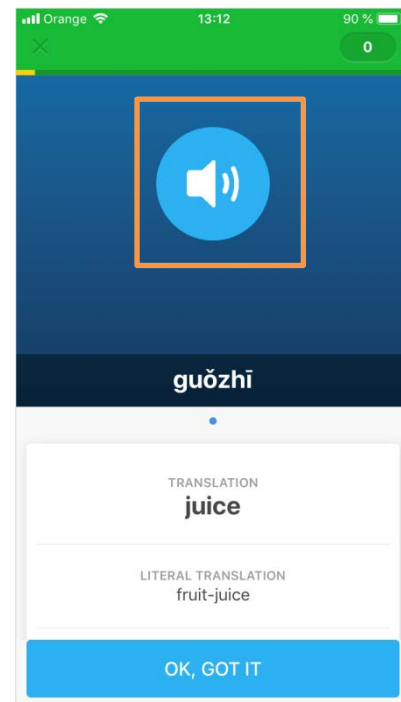 Orange 13:12 90 %
0
guǒzhī
TRANSLATION
juice
LITERAL TRANSLATION
fruit-juice
OK, GOT IT